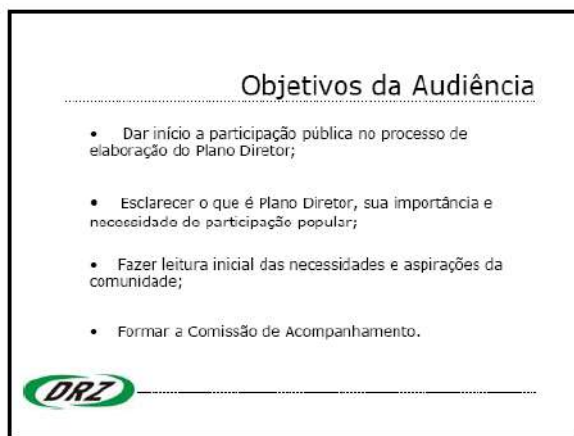 Objetivos da Audiência
• Dar início a participação pública no processo de
elaboração do Plano Diretor;
• Esclarecer o que é Plano Diretor, sua importância e
necessidade de participação popular;
• Fazer leitura inicial das necessidades e aspirações da
comunidade;
• Formar a Comissão de Acompanhamento.
DRZ